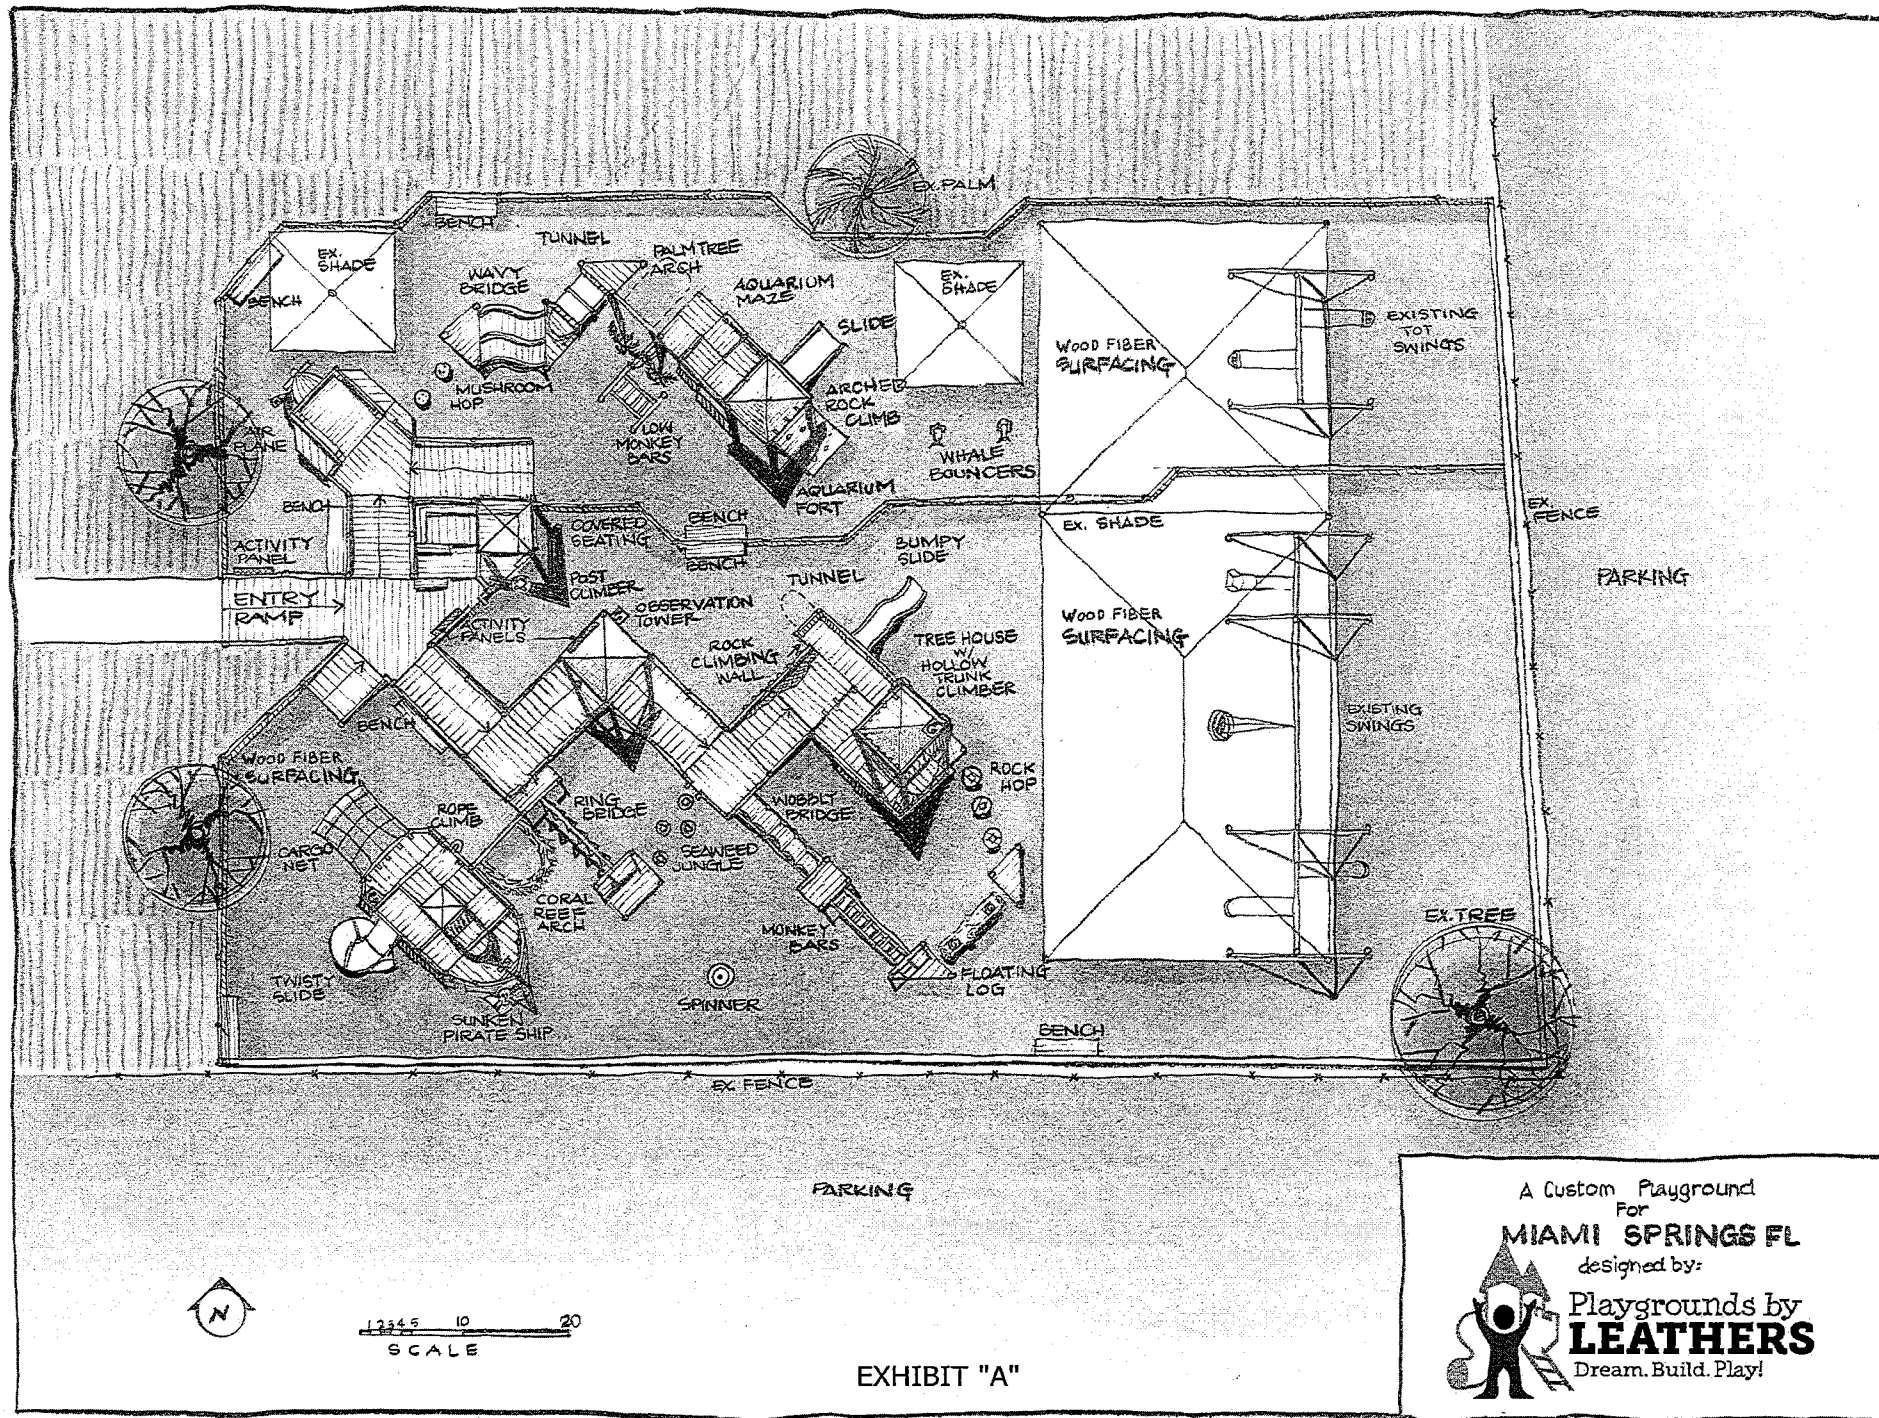 EX. PALM
BENCH
TUNNEL
PALM TREE
ARCH
EX.
SHADE
WAVY
BRIDGE
AQUARIUM
MAZE
EX.
SHADE
BENCH
SLIDE
EXISTING
TOT
SWINGS
WOOD FIBER
SURFACING
MUSHROOM
HOP
ARCHED
ROCK
CLIMB
AIR
PLANE
LOW
MONKEY
BARS
WHALE
BOUNCERS
AQUARIUM
FORT
BENCH
COVERED
SEATING
BENCH
BENCH
EX. SHADE
EX.
FENCE
ACTIVITY
PANEL
BUMPY
SLIDE
POST
CLIMBER
TUNNEL
PARKING
ENTRY
RAMP
OBSERVATION
TOWER
ACTIVITY
PANELS
WOOD FIBER
SURFACING
ROCK
CLIMBING
WALL
TREE HOUSE
W/
HOLLOW
TRUNK
CLIMBER
BENCH
EXISTING
SWINGS
WOOD FIBER
SURFACING
ROCK
HOP
ROPE
CLIMB
RING
BRIDGE
WOBBLY
BRIDGE
CARGO
NET
SEAWEED
JUNGLE
CORAL
REEF
ARCH
MONKEY
BARS
EX. TREE
TWISTY
SLIDE
SPINNER
FLOATING
LOG
SUNKEN
PIRATE SHIP
BENCH
EX. FENCE
PARKING
N
1 2 3 4 5 10 20
SCALE
EXHIBIT "A"
A Custom Playground
For
MIAMI SPRINGS FL
designed by:
Playgrounds by
LEATHERS
Dream. Build. Play!